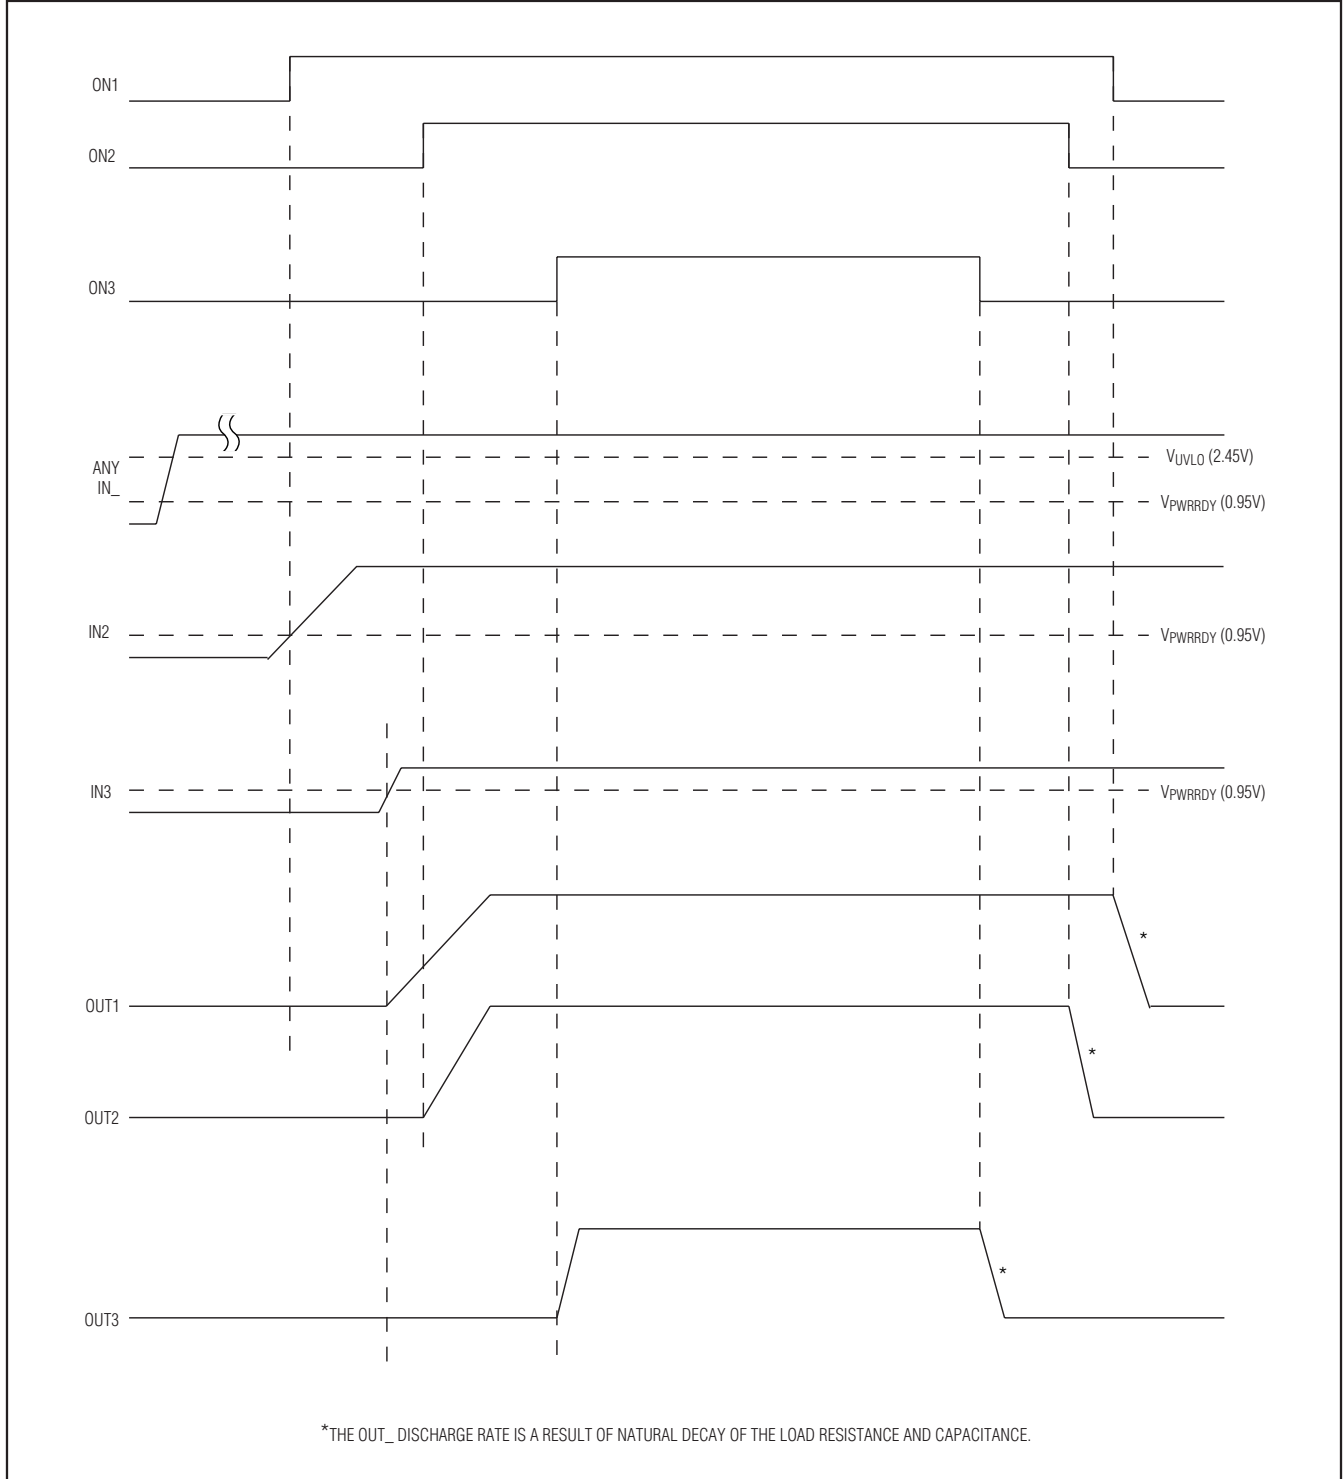 ON1
ON2
ON3
ANY
IN_
VUVLO (2.45V)
VPWRRDY (0.95V)
IN2
VPWRRDY (0.95V)
IN3
VPWRRDY (0.95V)
*
OUT1
*
OUT2
*
OUT3
*THE OUT_ DISCHARGE RATE IS A RESULT OF NATURAL DECAY OF THE LOAD RESISTANCE AND CAPACITANCE.